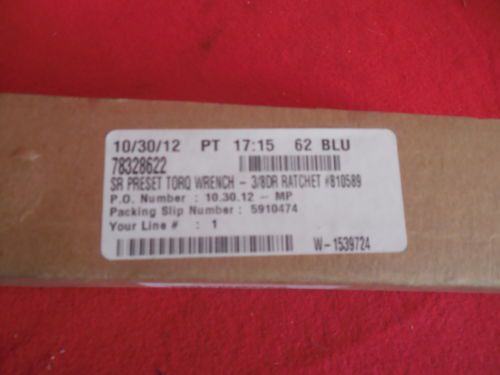 10/30/12 PT 17:15 62 BLU
78328622
SR PRESET TORQ WRENCH - 3/8DR RATCHET #810589
P.O. Number : 10.30.12 - MP
Packing Slip Number : 5910474
Your Line # : 1
W-1539724